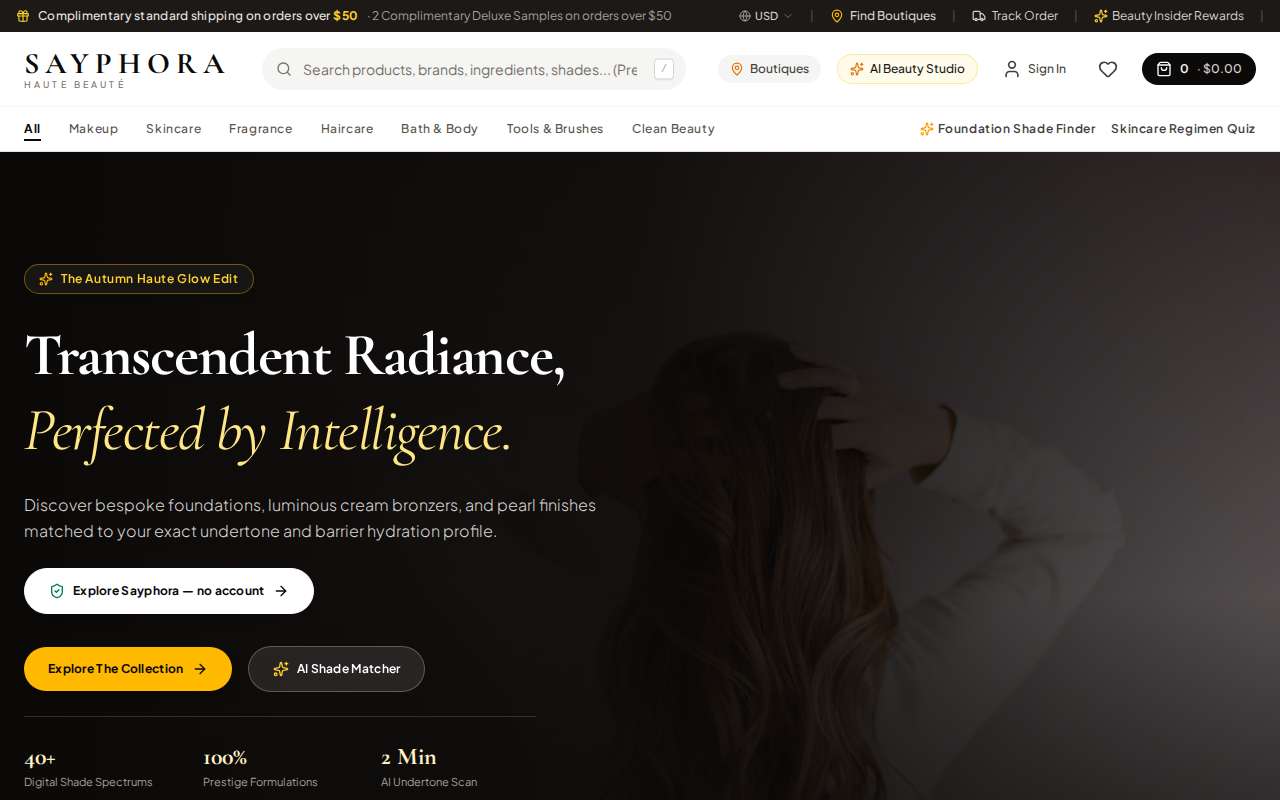 Complimentary standard shipping on orders over $50 · 2 Complimentary Deluxe Samples on orders over $50
USD
Find Boutiques
Track Order
Beauty Insider Rewards
SAYPHORA
HAUTE BEAUTÉ
Search products, brands, ingredients, shades... (Pre
/
Boutiques
AI Beauty Studio
Sign In
0 · $0.00
All
Makeup
Skincare
Fragrance
Haircare
Bath & Body
Tools & Brushes
Clean Beauty
Foundation Shade Finder
Skincare Regimen Quiz
The Autumn Haute Glow Edit
Transcendent Radiance,
Perfected by Intelligence.
Discover bespoke foundations, luminous cream bronzers, and pearl finishes
matched to your exact undertone and barrier hydration profile.
Explore Sayphora — no account
Explore The Collection
AI Shade Matcher
40+
Digital Shade Spectrums
100%
Prestige Formulations
2 Min
AI Undertone Scan